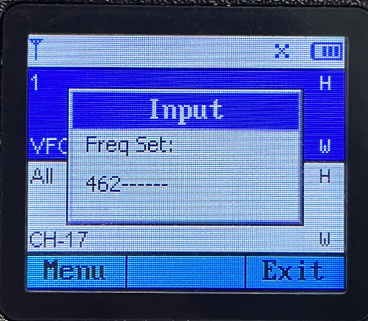 1 H
Input
VFO W
Freq Set:
462------
All H
CH-17 W
Menu Exit